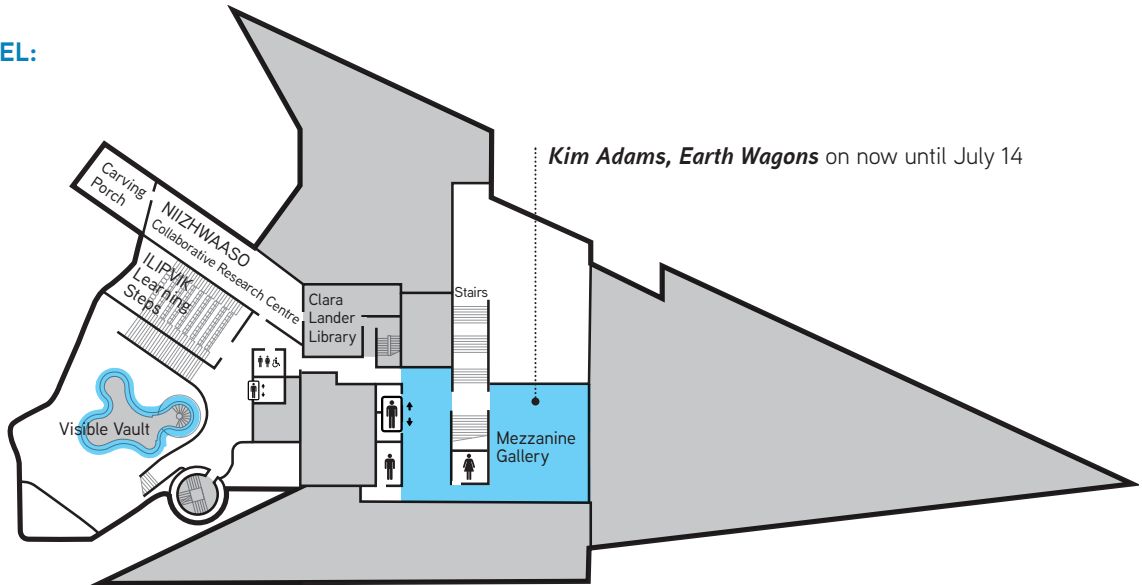 EL:
Kim Adams, Earth Wagons on now until July 14
Carving
Porch
NIIZHWAASO
Collaborative Research Centre
ILIPVIK
Learning
Steps
Clara
Lander
Library
Stairs
Visible Vault
Mezzanine
Gallery